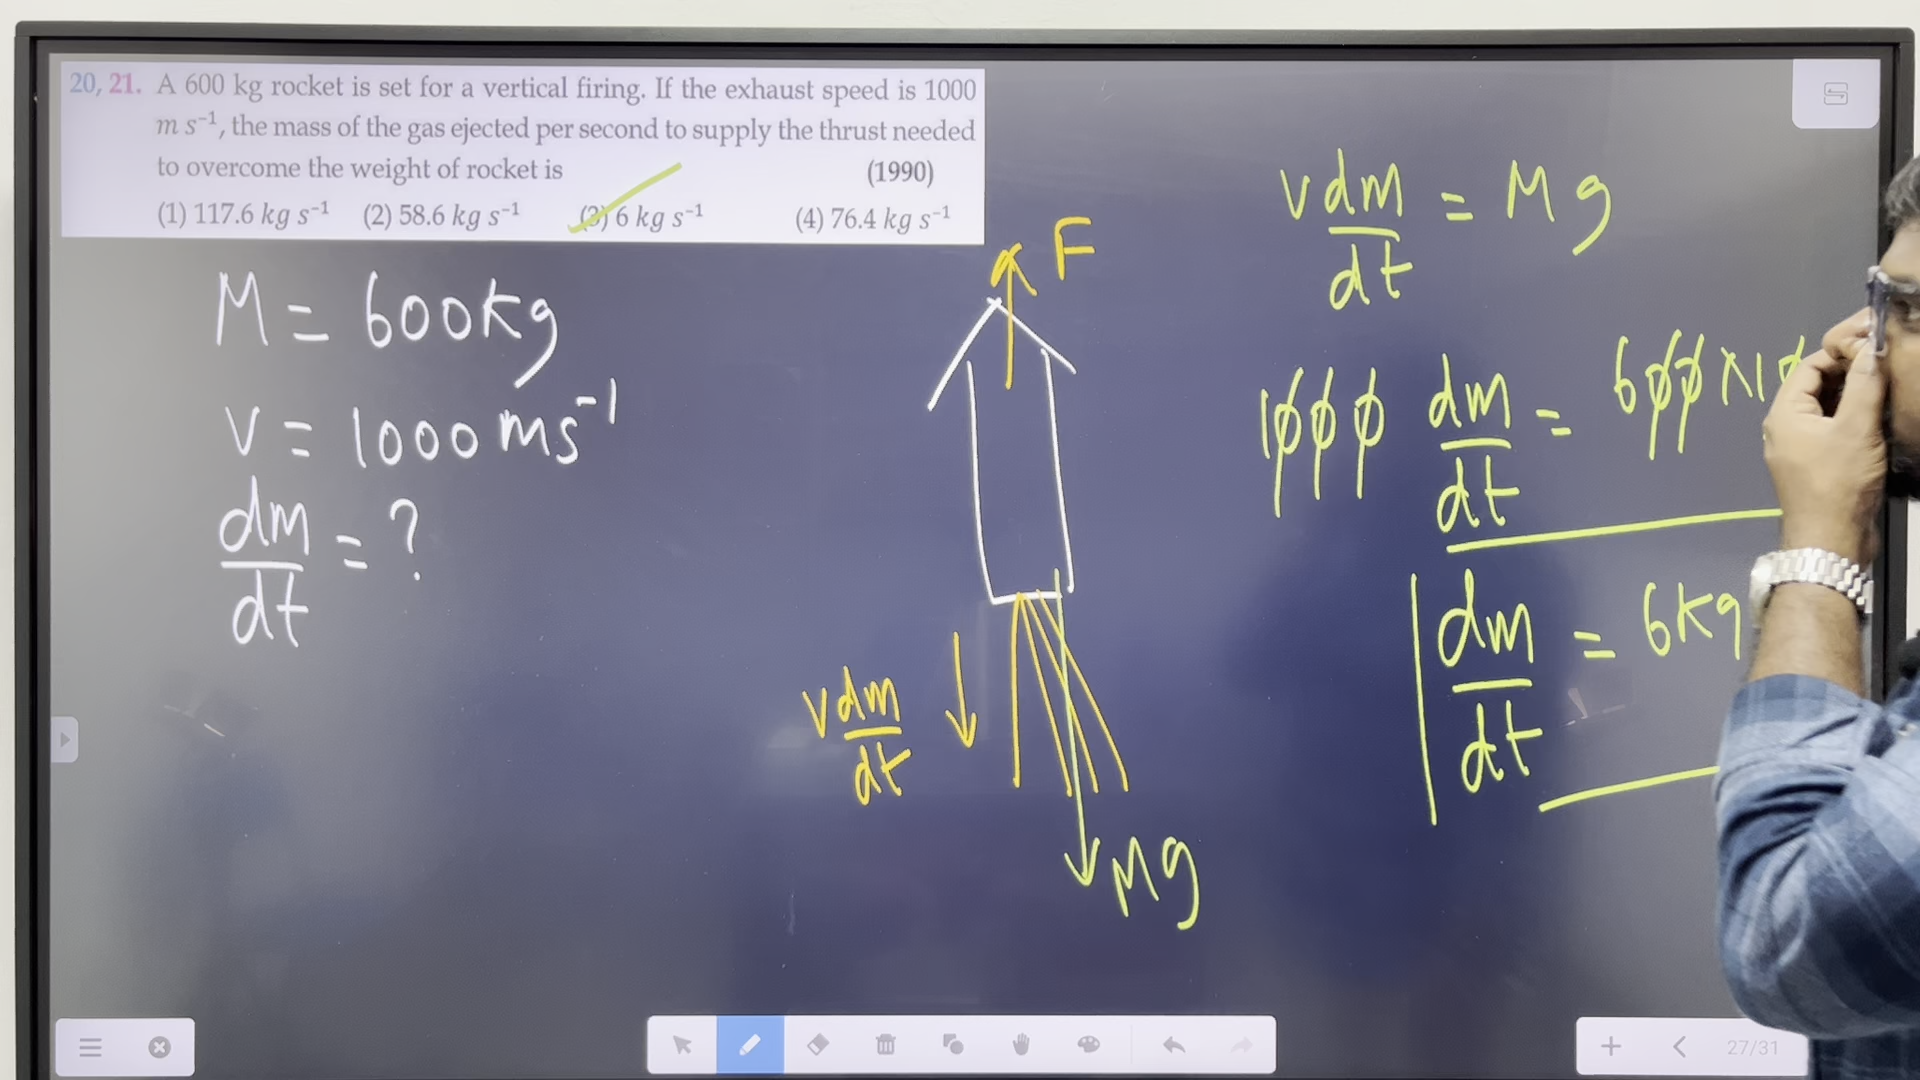 20, 21. A 600 kg rocket is set for a vertical firing. If the exhaust speed is 1000
m s⁻¹, the mass of the gas ejected per second to supply the thrust needed
to overcome the weight of rocket is (1990)
(1) 117.6 kg s⁻¹ (2) 58.6 kg s⁻¹ (3) 6 kg s⁻¹ (4) 76.4 kg s⁻¹
M = 600kg
v = 1000 ms⁻¹
dm/dt = ?
F
v dm/dt
Mg
v dm/dt = Mg
1000 dm/dt = 600 × 10
dm/dt = 6 kg
27/31